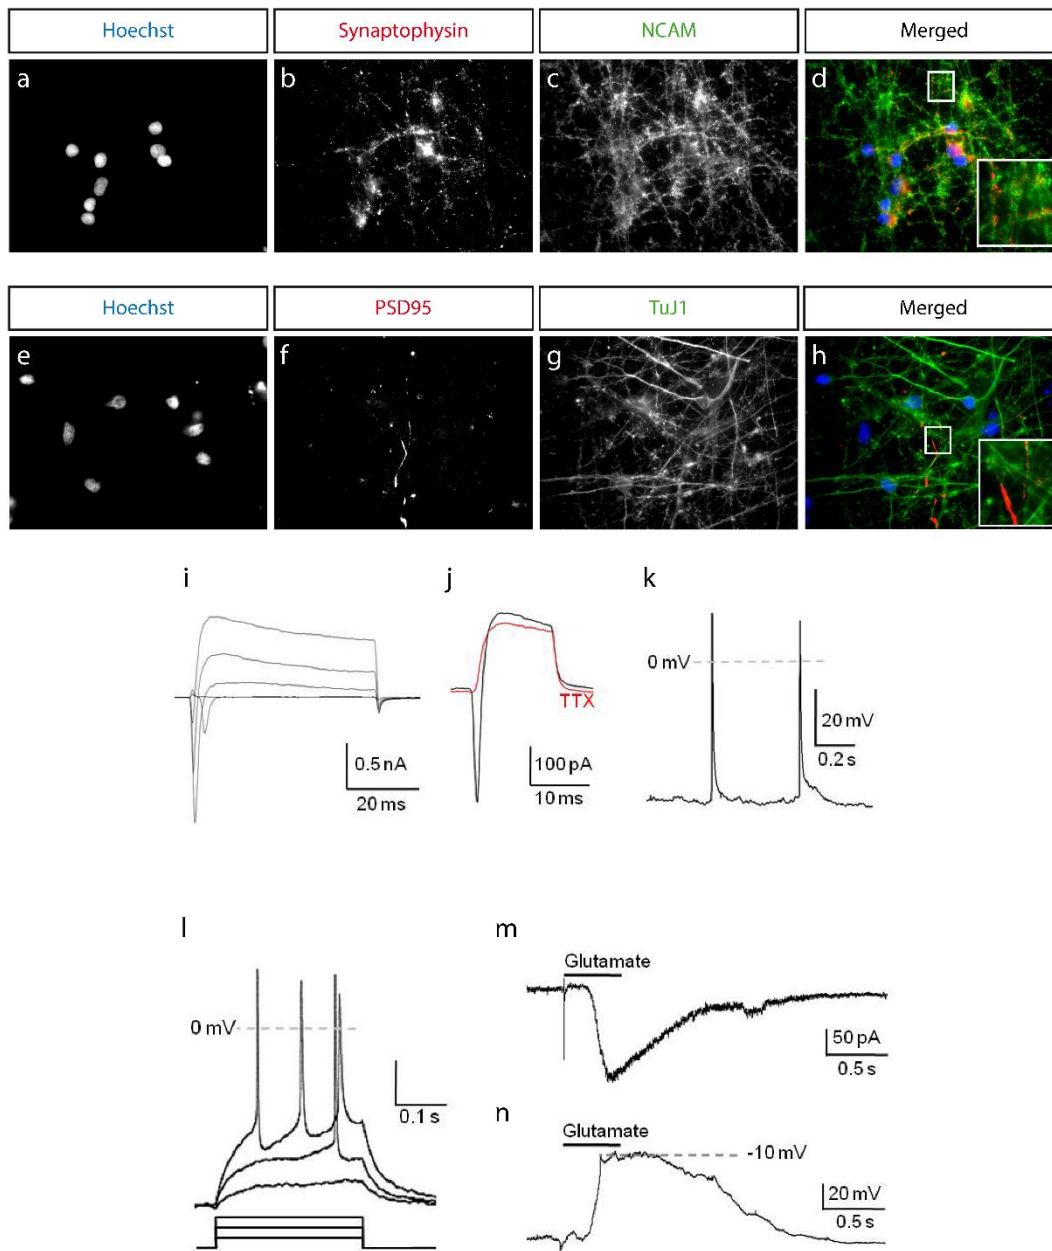 Hoechst
Synaptophysin
NCAM
Merged
a
b
c
d
Hoechst
PSD95
TuJ1
Merged
e
f
g
h
i
j
k
0 mV
TTX
0.5 nA
20 ms
100 pA
10 ms
20 mV
0.2 s
l
m
Glutamate
0 mV
50 pA
0.5 s
0.1 s
n
Glutamate
-10 mV
20 mV
0.5 s